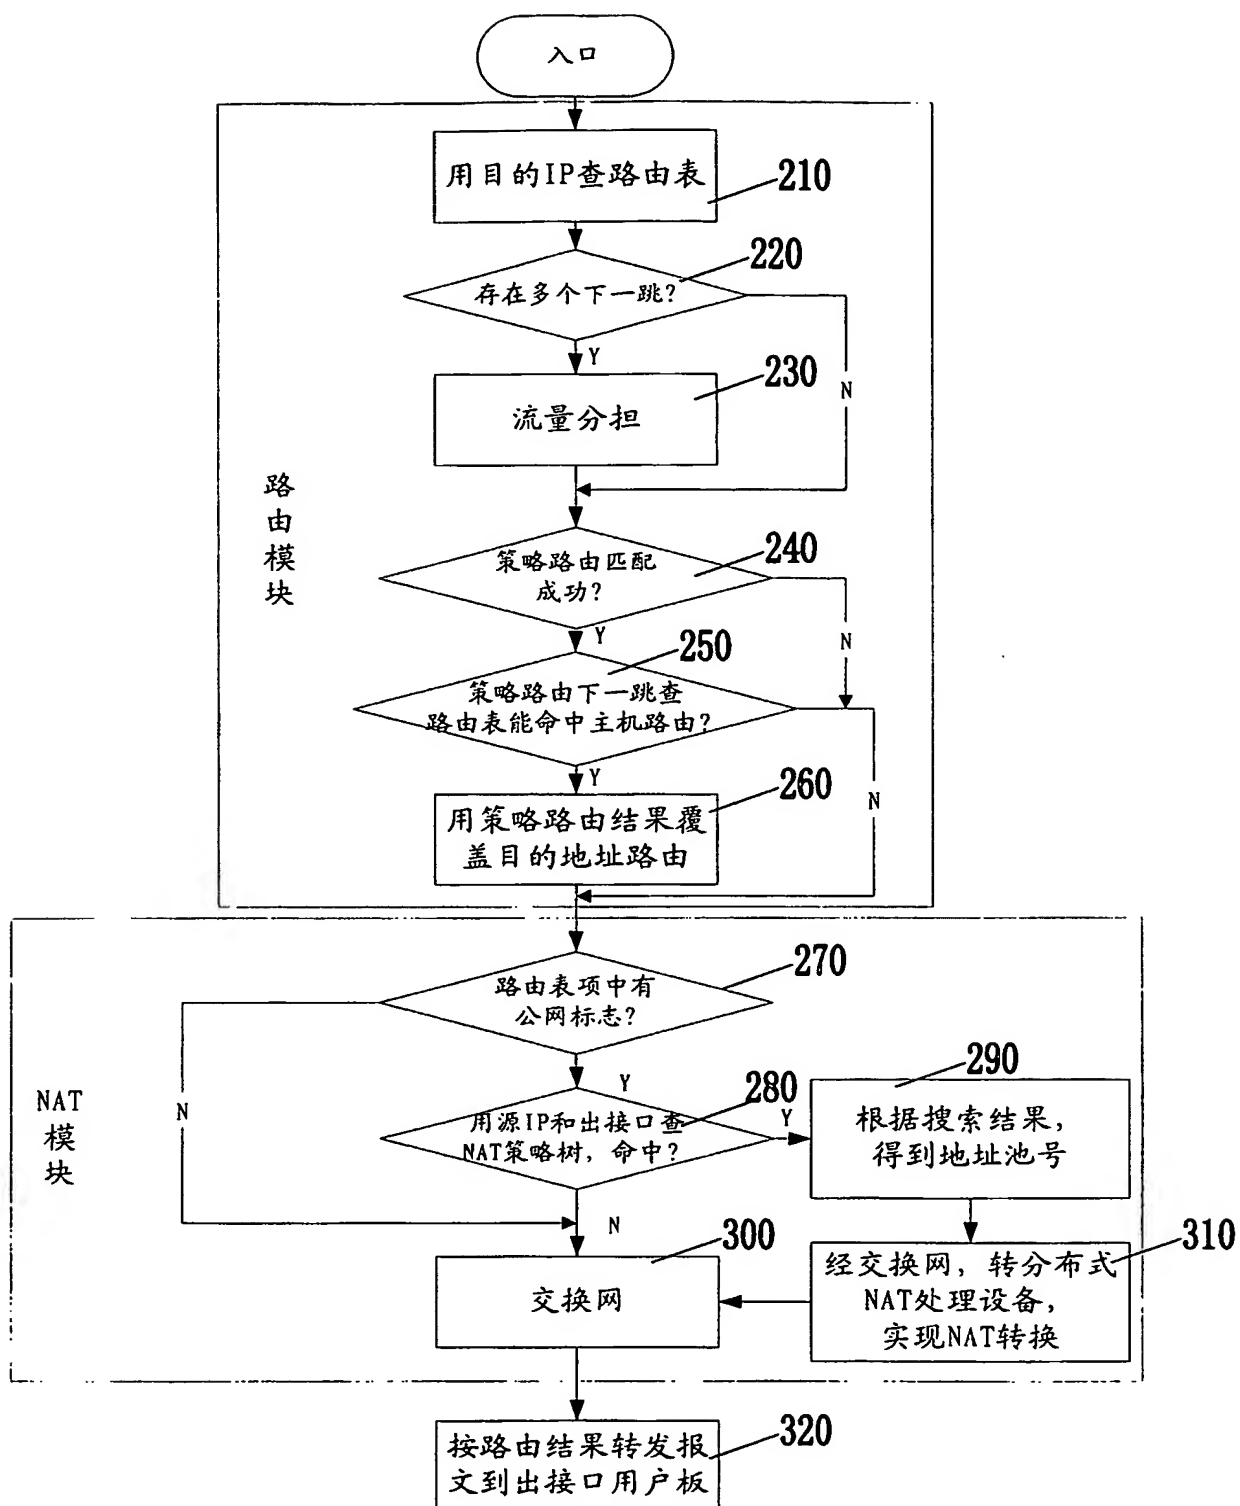 入口
用目的IP查路由表
210
220
存在多个下一跳?
Y
N
230
流量分担
路
由
模
块
240
策略路由匹配
成功?
Y
N
250
策略路由下一跳查
路由表能命中主机路由?
Y
N
260
用策略路由结果覆
盖目的地址路由
270
路由表项中有
公网标志?
NAT
模
块
N
Y
280
用源IP和出接口查
NAT策略树，命中?
Y
290
根据搜索结果，
得到地址池号
N
300
交换网
310
经交换网，转分布式
NAT处理设备，
实现NAT转换
320
按路由结果转发报
文到出接口用户板